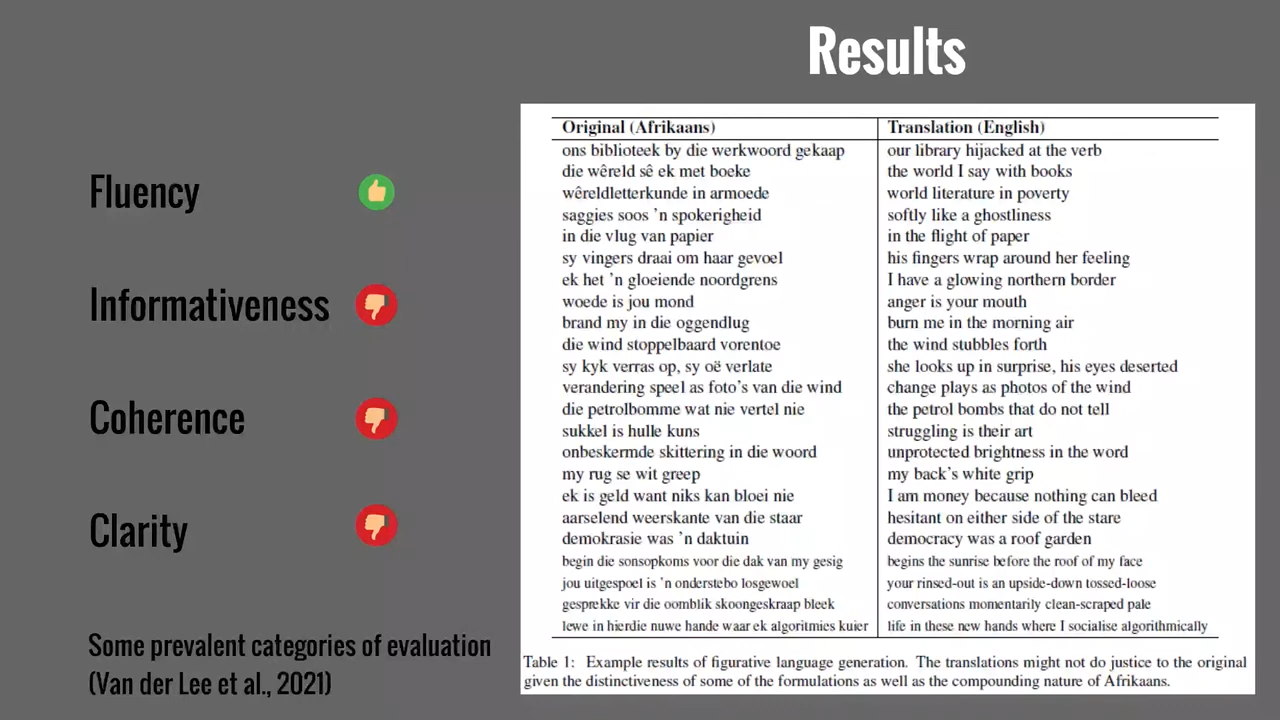 Results
Fluency
Informativeness
Coherence
Clarity
Some prevalent categories of evaluation
(Van der Lee et al., 2021)
Original (Afrikaans) Translation (English)
ons biblioteek by die werkwoord gekaap our library hijacked at the verb
die wêreld sê ek met boeke the world I say with books
wêreldletterkunde in armoede world literature in poverty
saggies soos 'n spokerigheid softly like a ghostliness
in die vlug van papier in the flight of paper
sy vingers draai om haar gevoel his fingers wrap around her feeling
ek het 'n gloeiende noordgrens I have a glowing northern border
woede is jou mond anger is your mouth
brand my in die oggendlug burn me in the morning air
die wind stoppelbaard vorentoe the wind stubbles forth
sy kyk verras op, sy oë verlate she looks up in surprise, his eyes deserted
verandering speel as foto's van die wind change plays as photos of the wind
die petrolbomme wat nie vertel nie the petrol bombs that do not tell
sukkel is hulle kuns struggling is their art
onbeskermde skittering in die woord unprotected brightness in the word
my rug se wit greep my back's white grip
ek is geld want niks kan bloei nie I am money because nothing can bleed
aarselend weerskante van die staar hesitant on either side of the stare
demokrasie was 'n daktuin democracy was a roof garden
begin die sonsopkoms voor die dak van my gesig begins the sunrise before the roof of my face
jou uitgespoel is 'n onderstebo losgewoel your rinsed-out is an upside-down tossed-loose
gesprekke vir die oomblik skoongeskraap bleek conversations momentarily clean-scraped pale
lewe in hierdie nuwe hande waar ek algoritmies kuier life in these new hands where I socialise algorithmically
Table 1: Example results of figurative language generation. The translations might not do justice to the original
given the distinctiveness of some of the formulations as well as the compounding nature of Afrikaans.